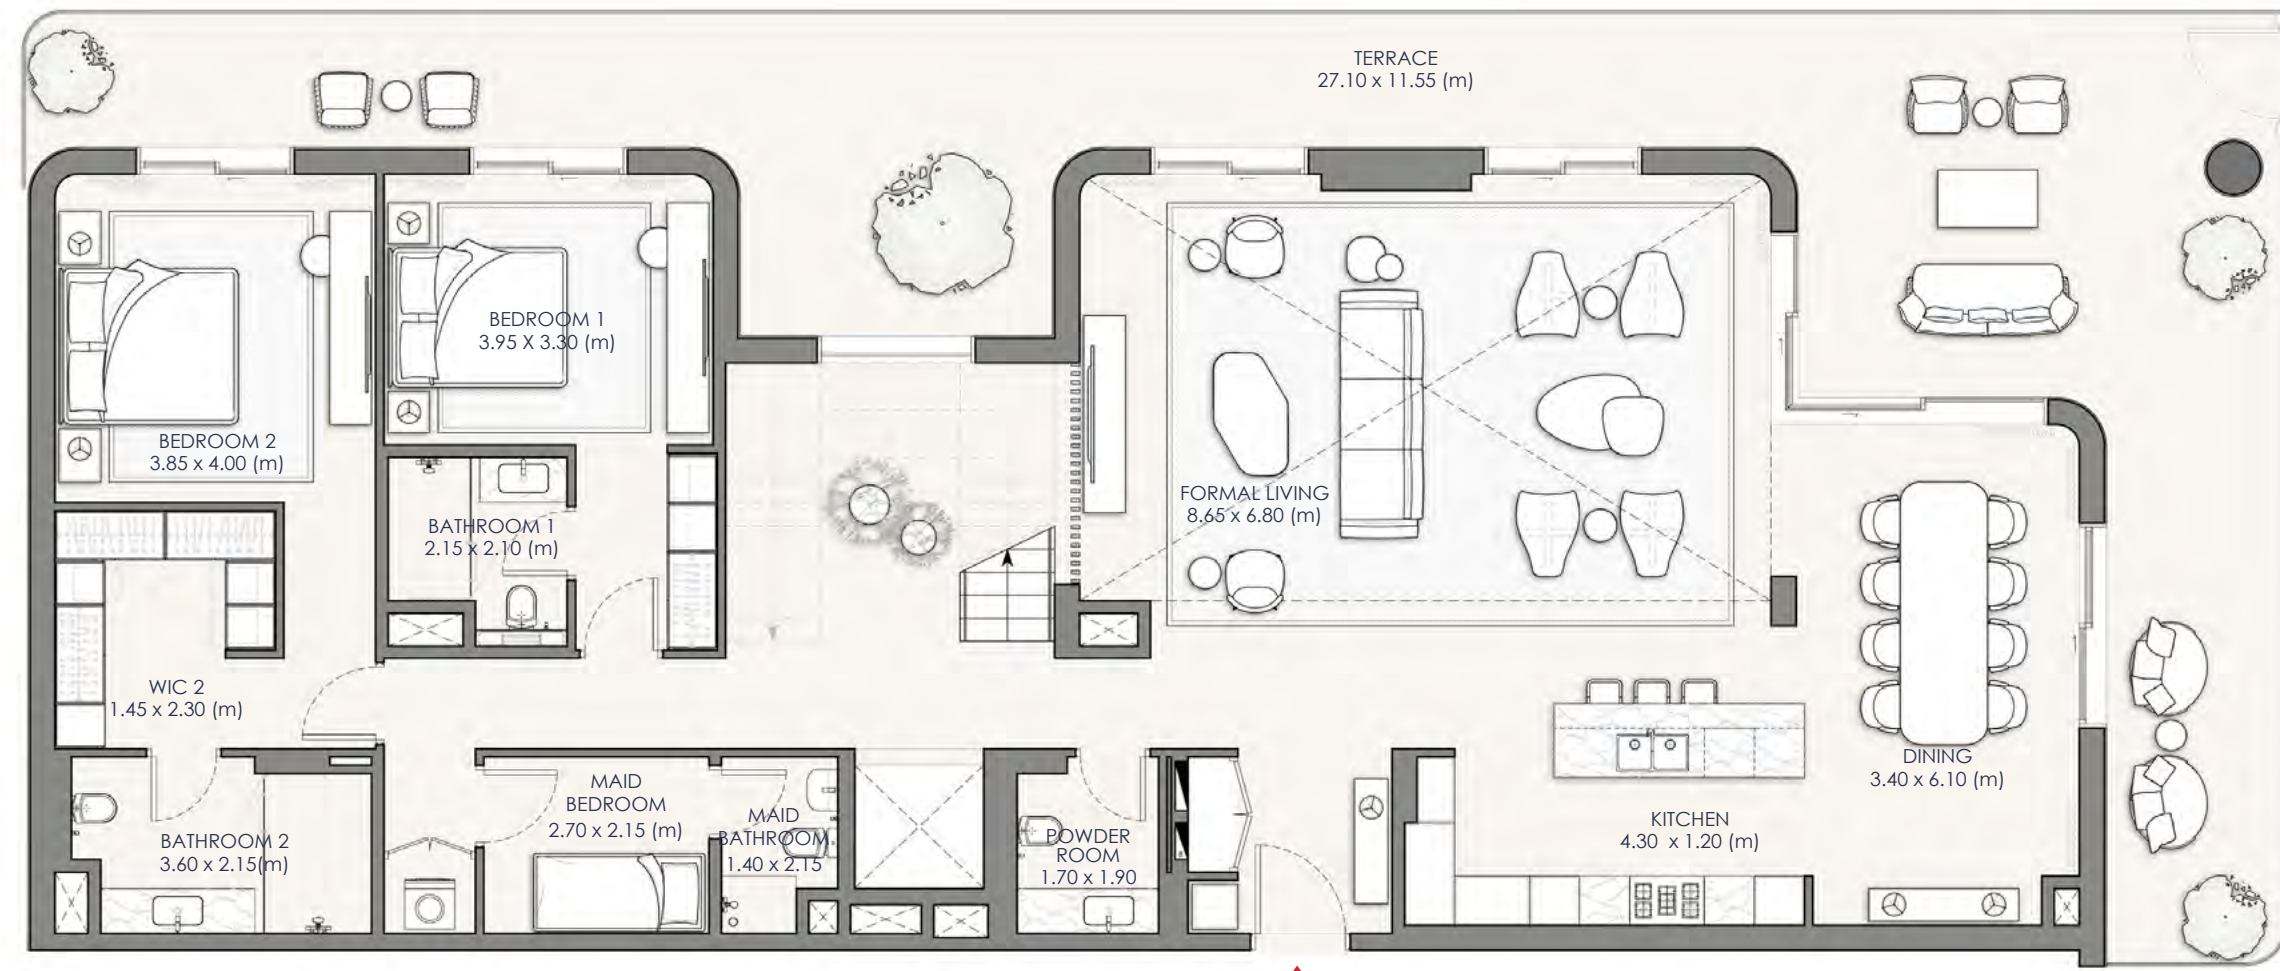 TERRACE
27.10 x 11.55 (m)
BEDROOM 1
3.95 X 3.30 (m)
BEDROOM 2
3.85 x 4.00 (m)
BATHROOM 1
2.15 x 2.10 (m)
FORMAL LIVING
8.65 x 6.80 (m)
WIC 2
1.45 x 2.30 (m)
DINING
3.40 x 6.10 (m)
MAID
BEDROOM
2.70 x 2.15 (m)
MAID
BATHROOM
1.40 x 2.15
BATHROOM 2
3.60 x 2.15(m)
POWDER
ROOM
1.70 x 1.90
KITCHEN
4.30 x 1.20 (m)